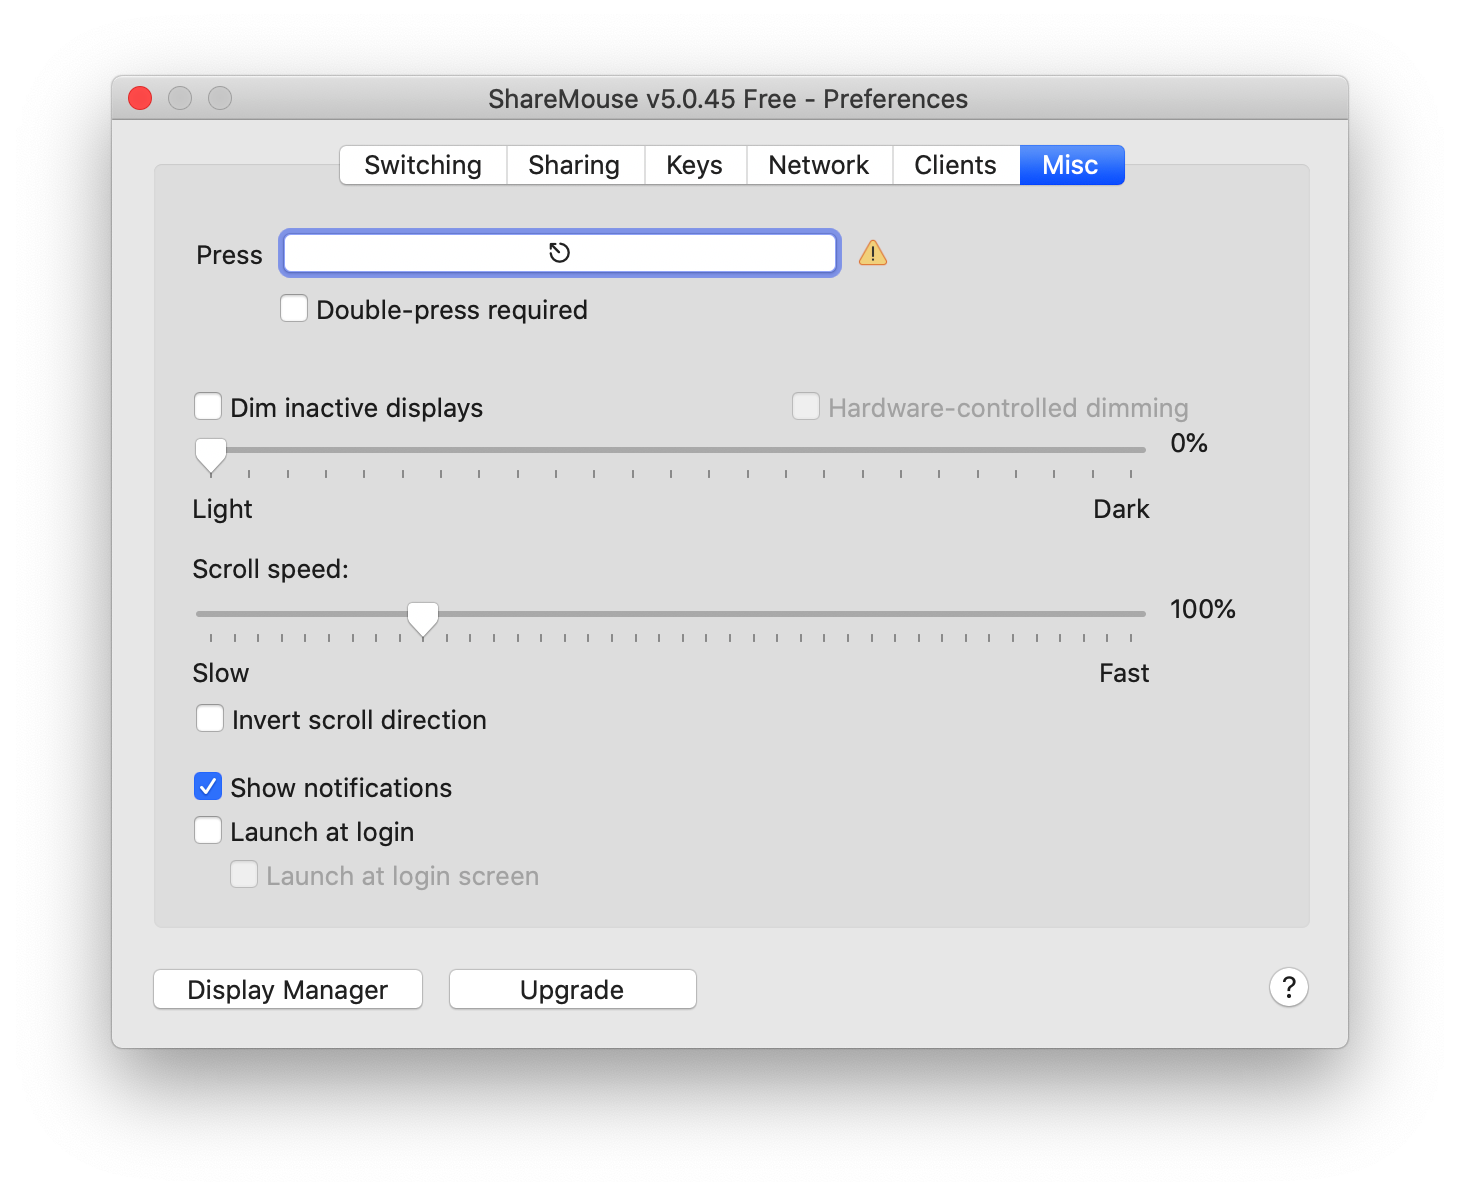 ShareMouse v5.0.45 Free - Preferences
Switching Sharing Keys Network Clients Misc
Press
Double-press required
Dim inactive displays Hardware-controlled dimming
0%
Light Dark
Scroll speed:
100%
Slow Fast
Invert scroll direction
Show notifications
Launch at login
Launch at login screen
Display Manager Upgrade ?